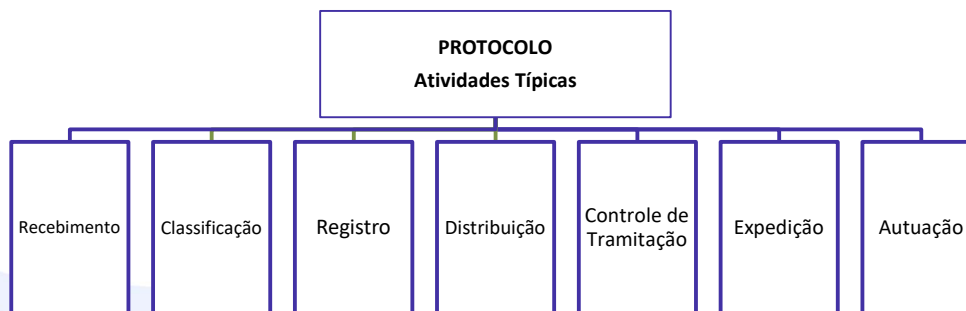 PROTOCOLO
Atividades Típicas
Recebimento
Classificação
Registro
Distribuição
Controle de
Tramitação
Expedição
Autuação